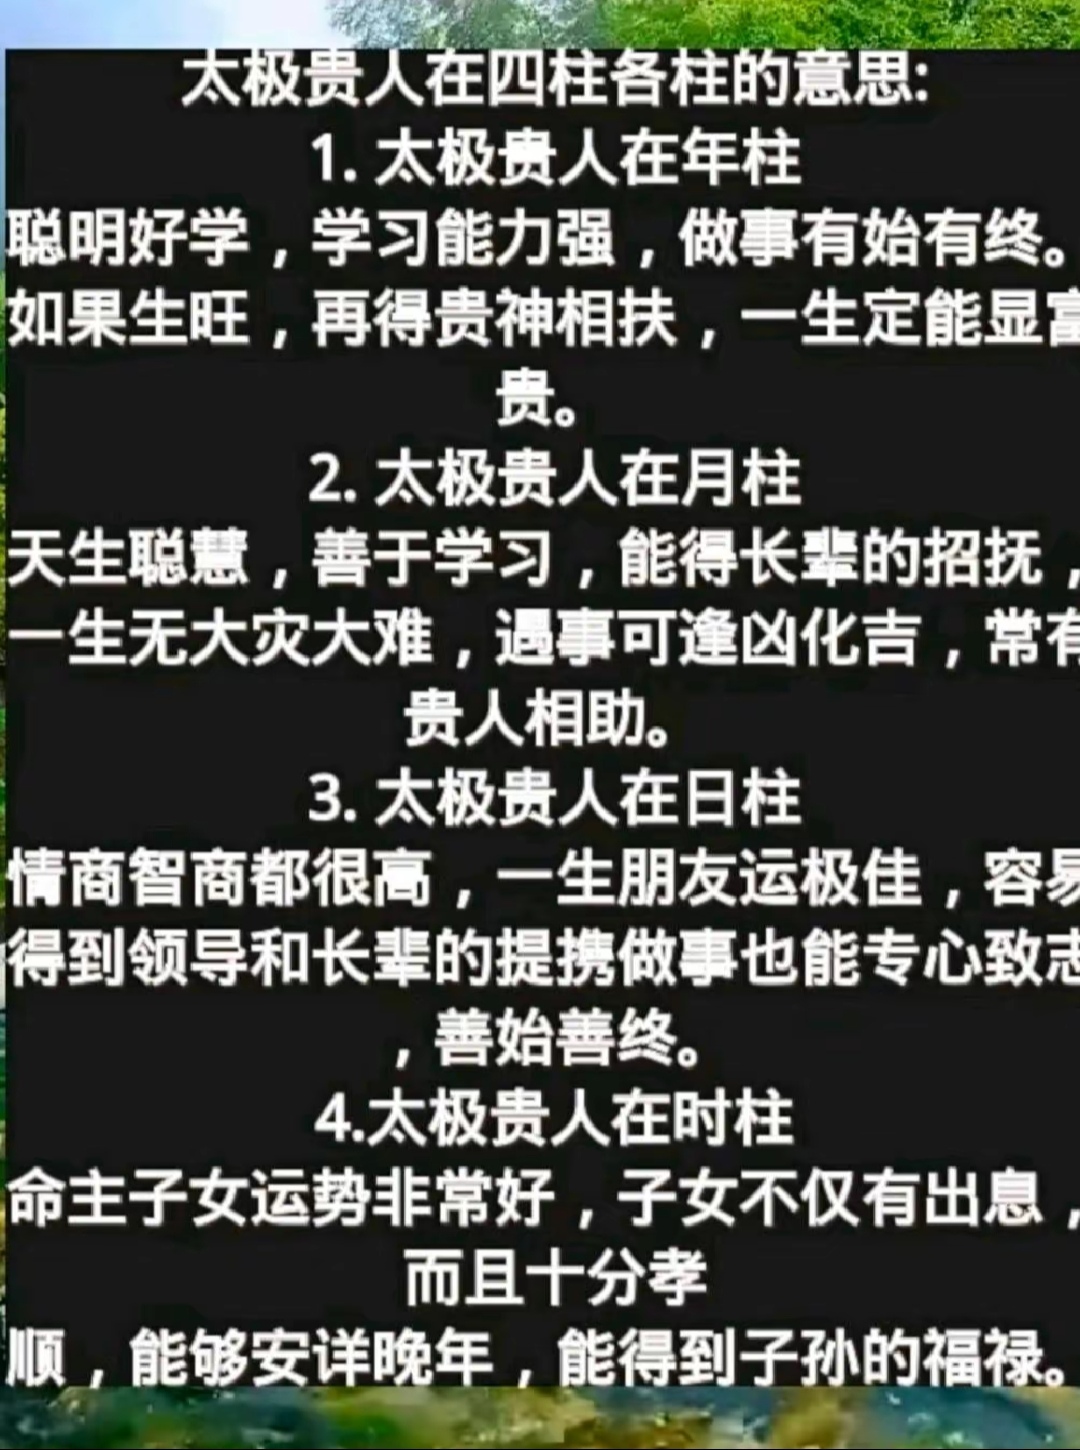 太极贵人在四柱各柱的意思:
1. 太极贵人在年柱
聪明好学，学习能力强，做事有始有终。
如果生旺，再得贵神相扶，一生定能显富
贵。
2. 太极贵人在月柱
天生聪慧，善于学习，能得长辈的招抚，
一生无大灾大难，遇事可逢凶化吉，常有
贵人相助。
3. 太极贵人在日柱
情商智商都很高，一生朋友运极佳，容易
得到领导和长辈的提携做事也能专心致志
，善始善终。
4.太极贵人在时柱
命主子女运势非常好，子女不仅有出息，
而且十分孝
顺，能够安详晚年，能得到子孙的福禄。